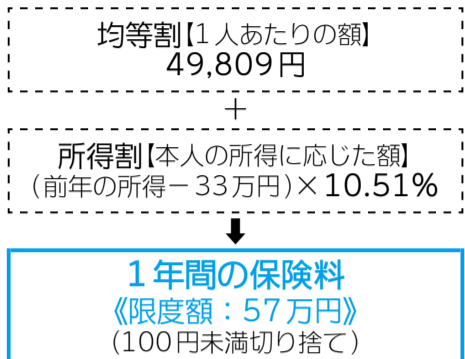 均等割【1人あたりの額】
49,809円
＋
所得割【本人の所得に応じた額】
(前年の所得－33万円)×10.51%
1年間の保険料
《限度額：57万円》
(100円未満切り捨て)